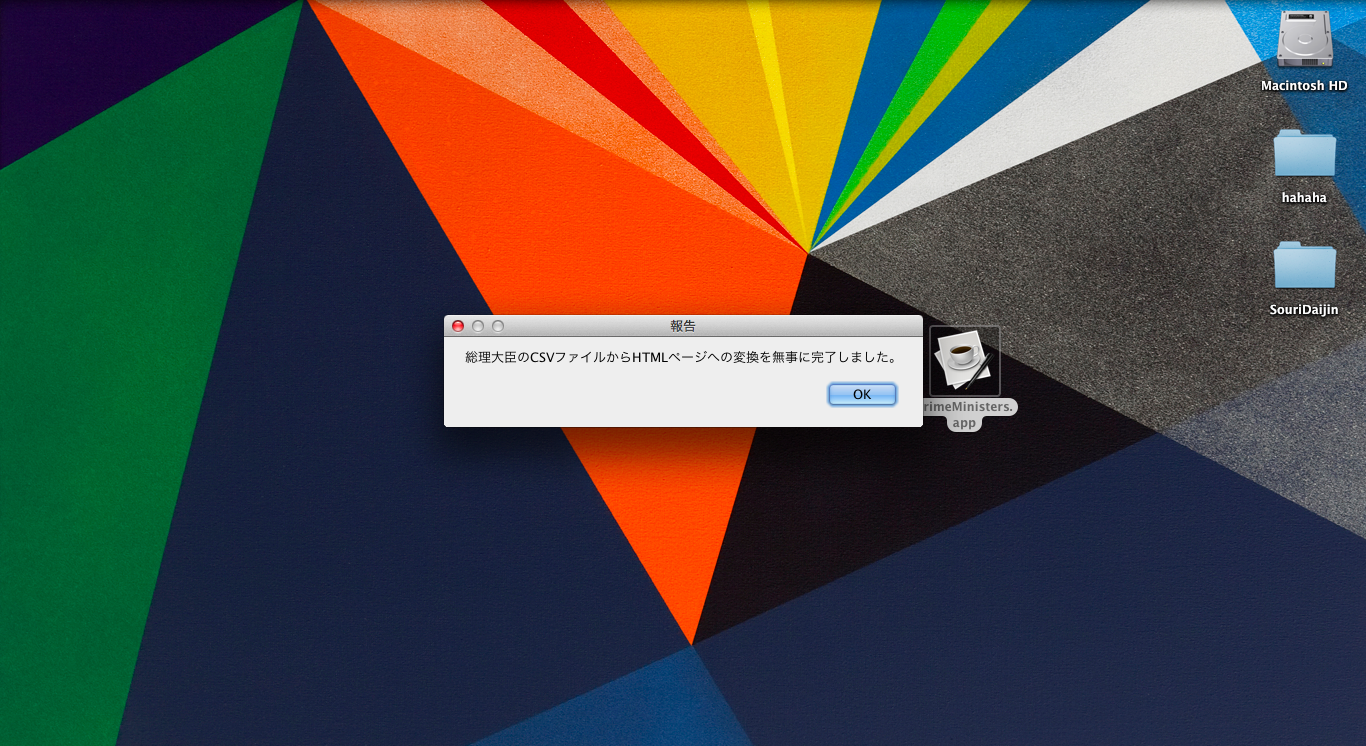 Macintosh HD
hahaha
SouriDaijin
報告
総理大臣のCSVファイルからHTMLページへの変換を無事に完了しました。
OK
rimeMinisters.
app